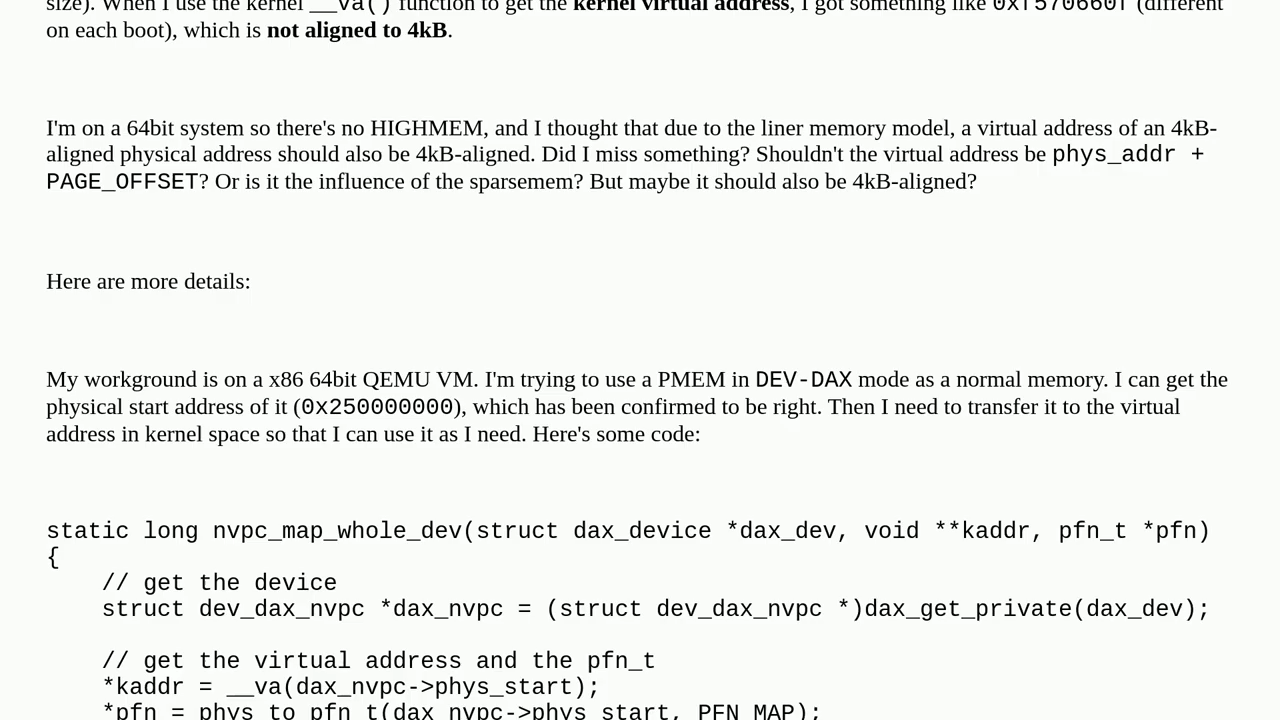 size). When I use the kernel __va() function to get the kernel virtual address, I got something like 0xf570660f (different
on each boot), which is not aligned to 4kB.
I'm on a 64bit system so there's no HIGHMEM, and I thought that due to the liner memory model, a virtual address of an 4kB-
aligned physical address should also be 4kB-aligned. Did I miss something? Shouldn't the virtual address be phys_addr +
PAGE_OFFSET? Or is it the influence of the sparsemem? But maybe it should also be 4kB-aligned?
Here are more details:
My workground is on a x86 64bit QEMU VM. I'm trying to use a PMEM in DEV-DAX mode as a normal memory. I can get the
physical start address of it (0x250000000), which has been confirmed to be right. Then I need to transfer it to the virtual
address in kernel space so that I can use it as I need. Here's some code:
static long nvpc_map_whole_dev(struct dax_device *dax_dev, void **kaddr, pfn_t *pfn)
{
    // get the device
    struct dev_dax_nvpc *dax_nvpc = (struct dev_dax_nvpc *)dax_get_private(dax_dev);
    // get the virtual address and the pfn_t
    *kaddr = __va(dax_nvpc->phys_start);
    *pfn = phys_to_pfn_t(dax_nvpc->phys_start, PFN_MAP);